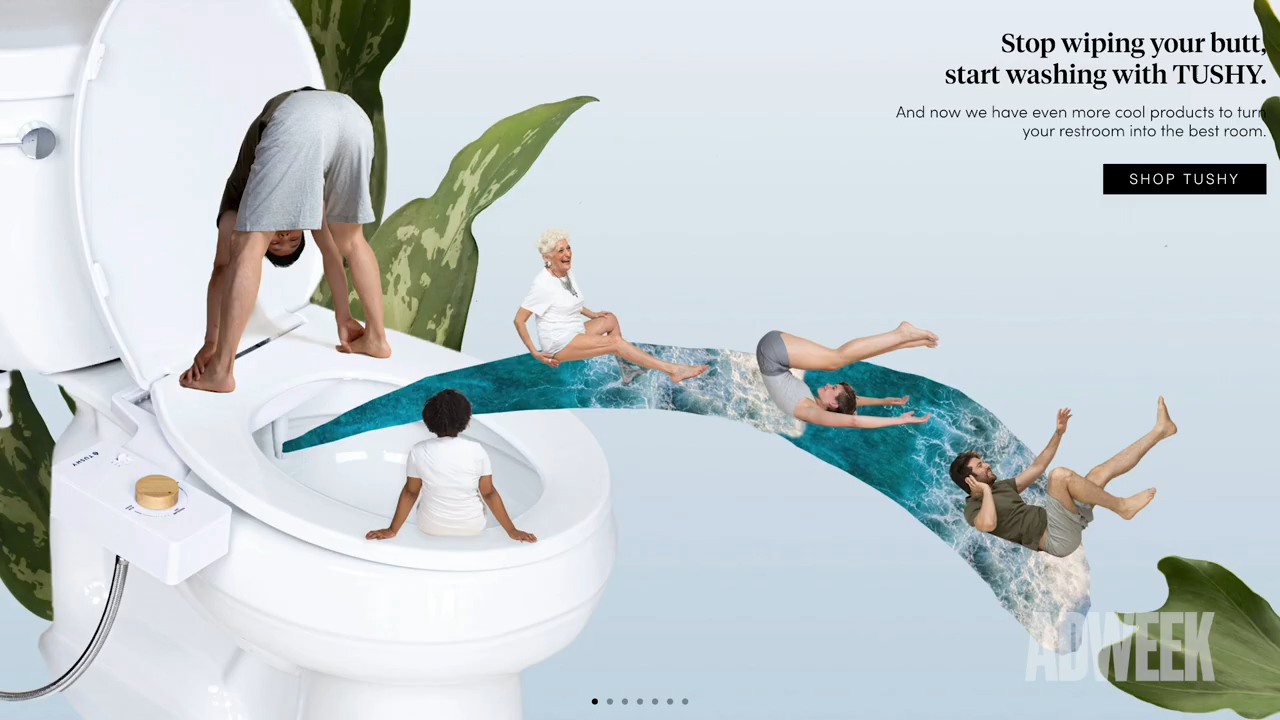 Stop wiping your butt,
start washing with TUSHY.
And now we have even more cool products to turn
your restroom into the best room.
SHOP TUSHY
TUSHY
ADWEEK